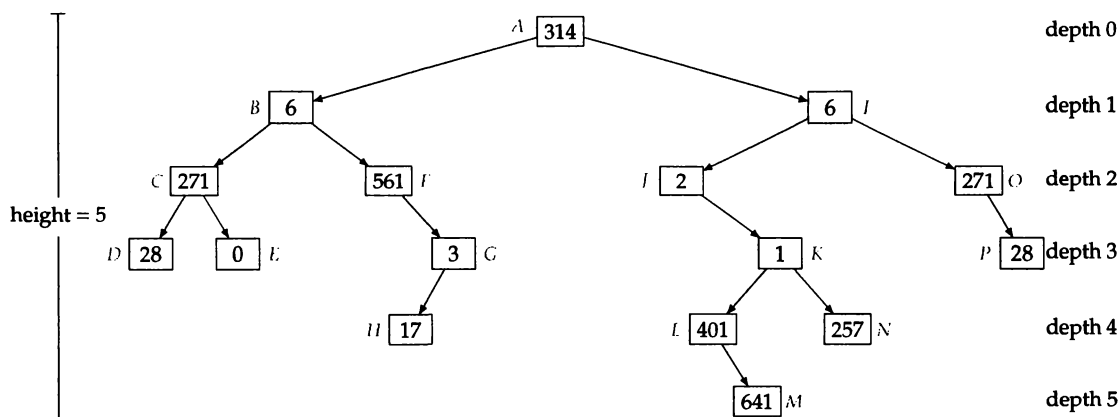 A 314 depth 0
B 6 6 I depth 1
C 271 561 F J 2 271 O depth 2
height = 5
D 28 0 E 3 G 1 K P 28 depth 3
H 17 L 401 257 N depth 4
641 M depth 5